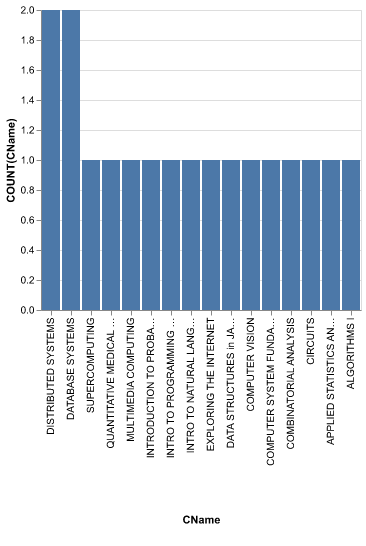 2.0
1.8
1.6
1.4
1.2
1.0
0.8
0.6
0.4
0.2
0.0
COUNT(CName)
DISTRIBUTED SYSTEMS
DATABASE SYSTEMS
SUPERCOMPUTING
QUANTITATIVE MEDICAL …
MULTIMEDIA COMPUTING
INTRODUCTION TO PROBA…
INTRO TO PROGRAMMING …
INTRO TO NATURAL LANG…
EXPLORING THE INTERNET
DATA STRUCTURES in JA…
COMPUTER VISION
COMPUTER SYSTEM FUNDA…
COMBINATORIAL ANALYSIS
CIRCUITS
APPLIED STATISTICS AN…
ALGORITHMS I
CName